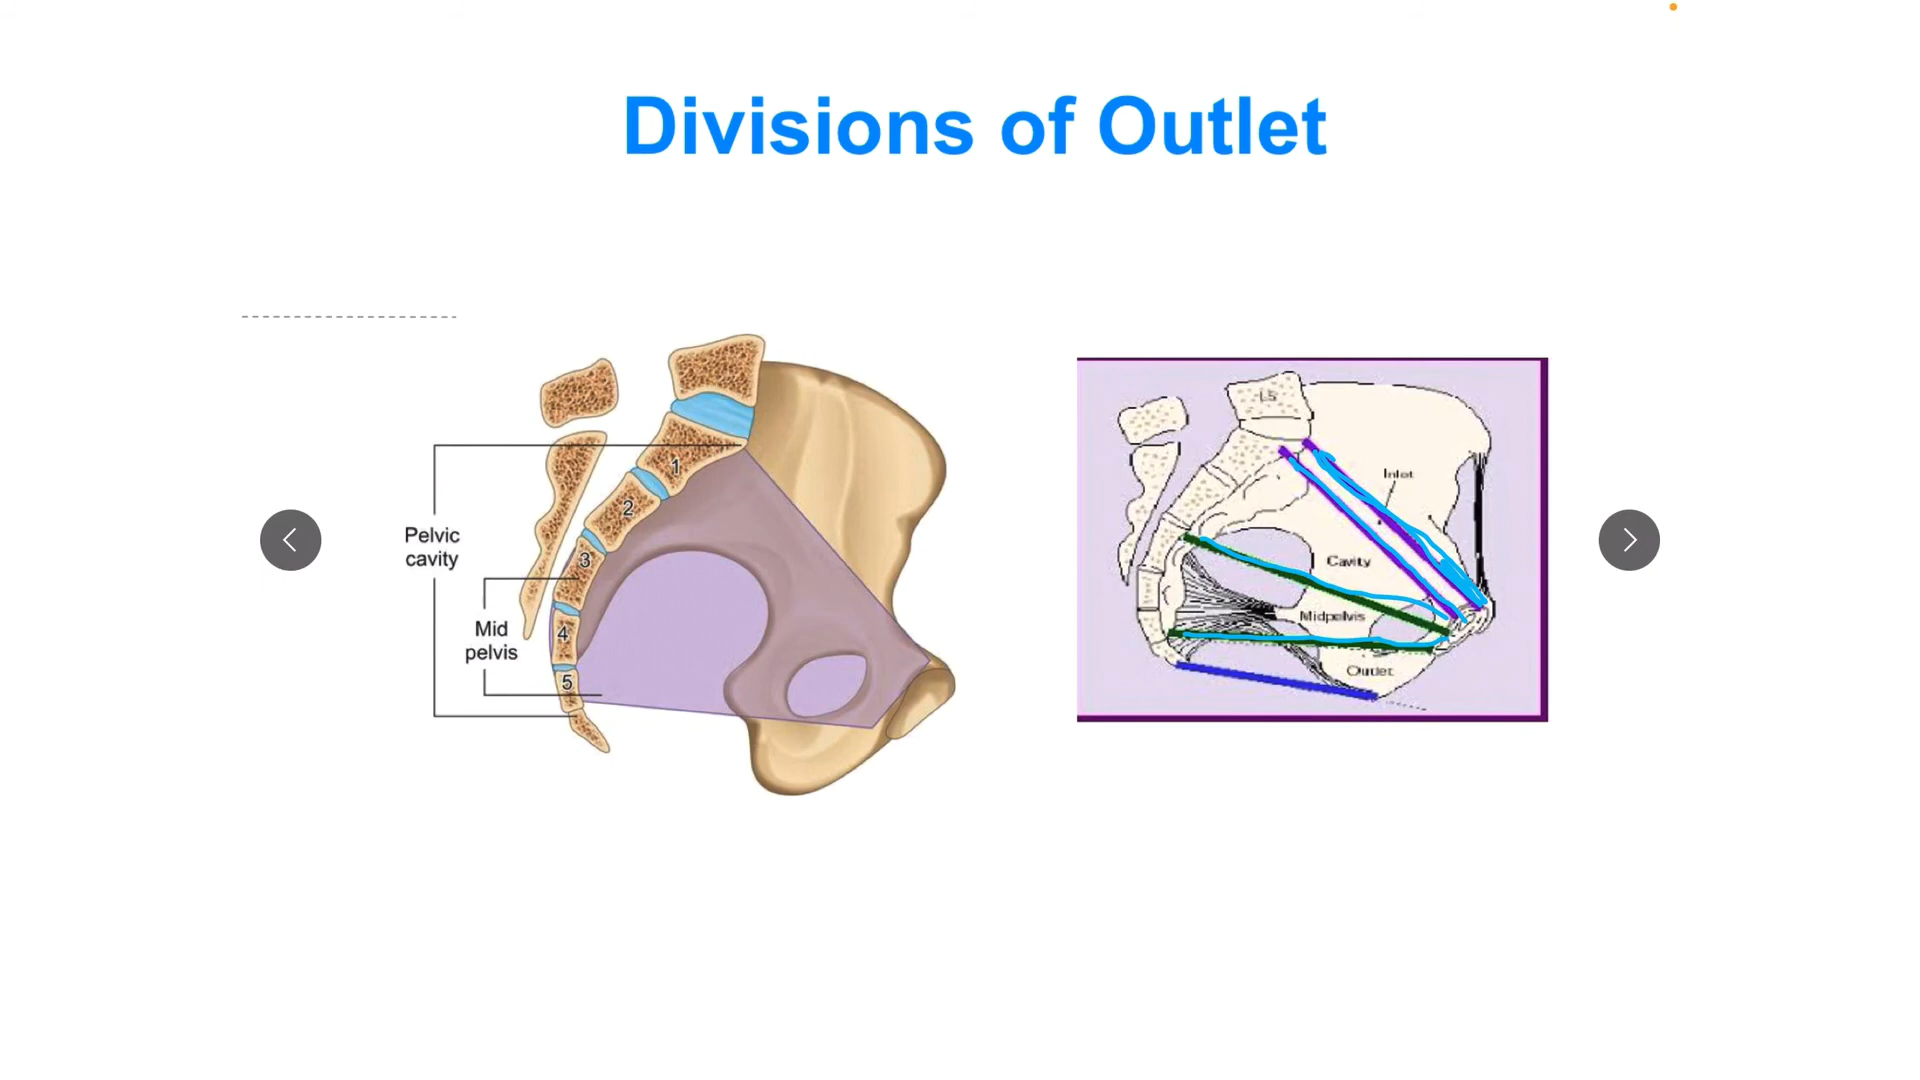 Divisions of Outlet
1
2
3
4
5
Pelvic
cavity
Mid
pelvis
L5
Inlet
Cavity
Midpelvis
Outlet